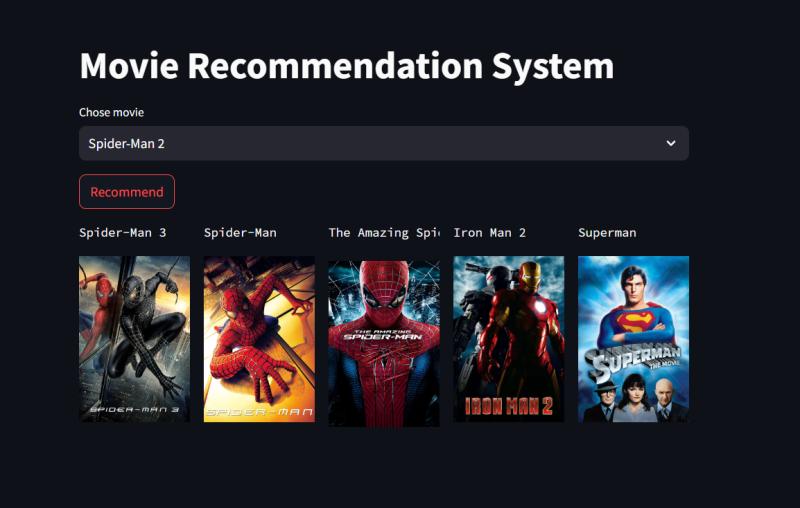 Movie Recommendation System
Chose movie
Spider-Man 2
Recommend
Spider-Man 3
Spider-Man
The Amazing Spi
Iron Man 2
Superman
SPIDER-MAN 3
SPIDER-MAN
THE AMAZING
SPIDER-MAN
IRON MAN 2
SUPERMAN
THE MOVIE